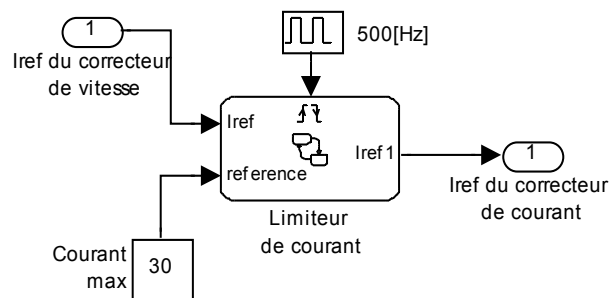 1
Iref du correcteur
de vitesse
500[Hz]
Iref
reference
Iref1
1
Iref du correcteur
de courant
Limiteur
de courant
Courant
max
30